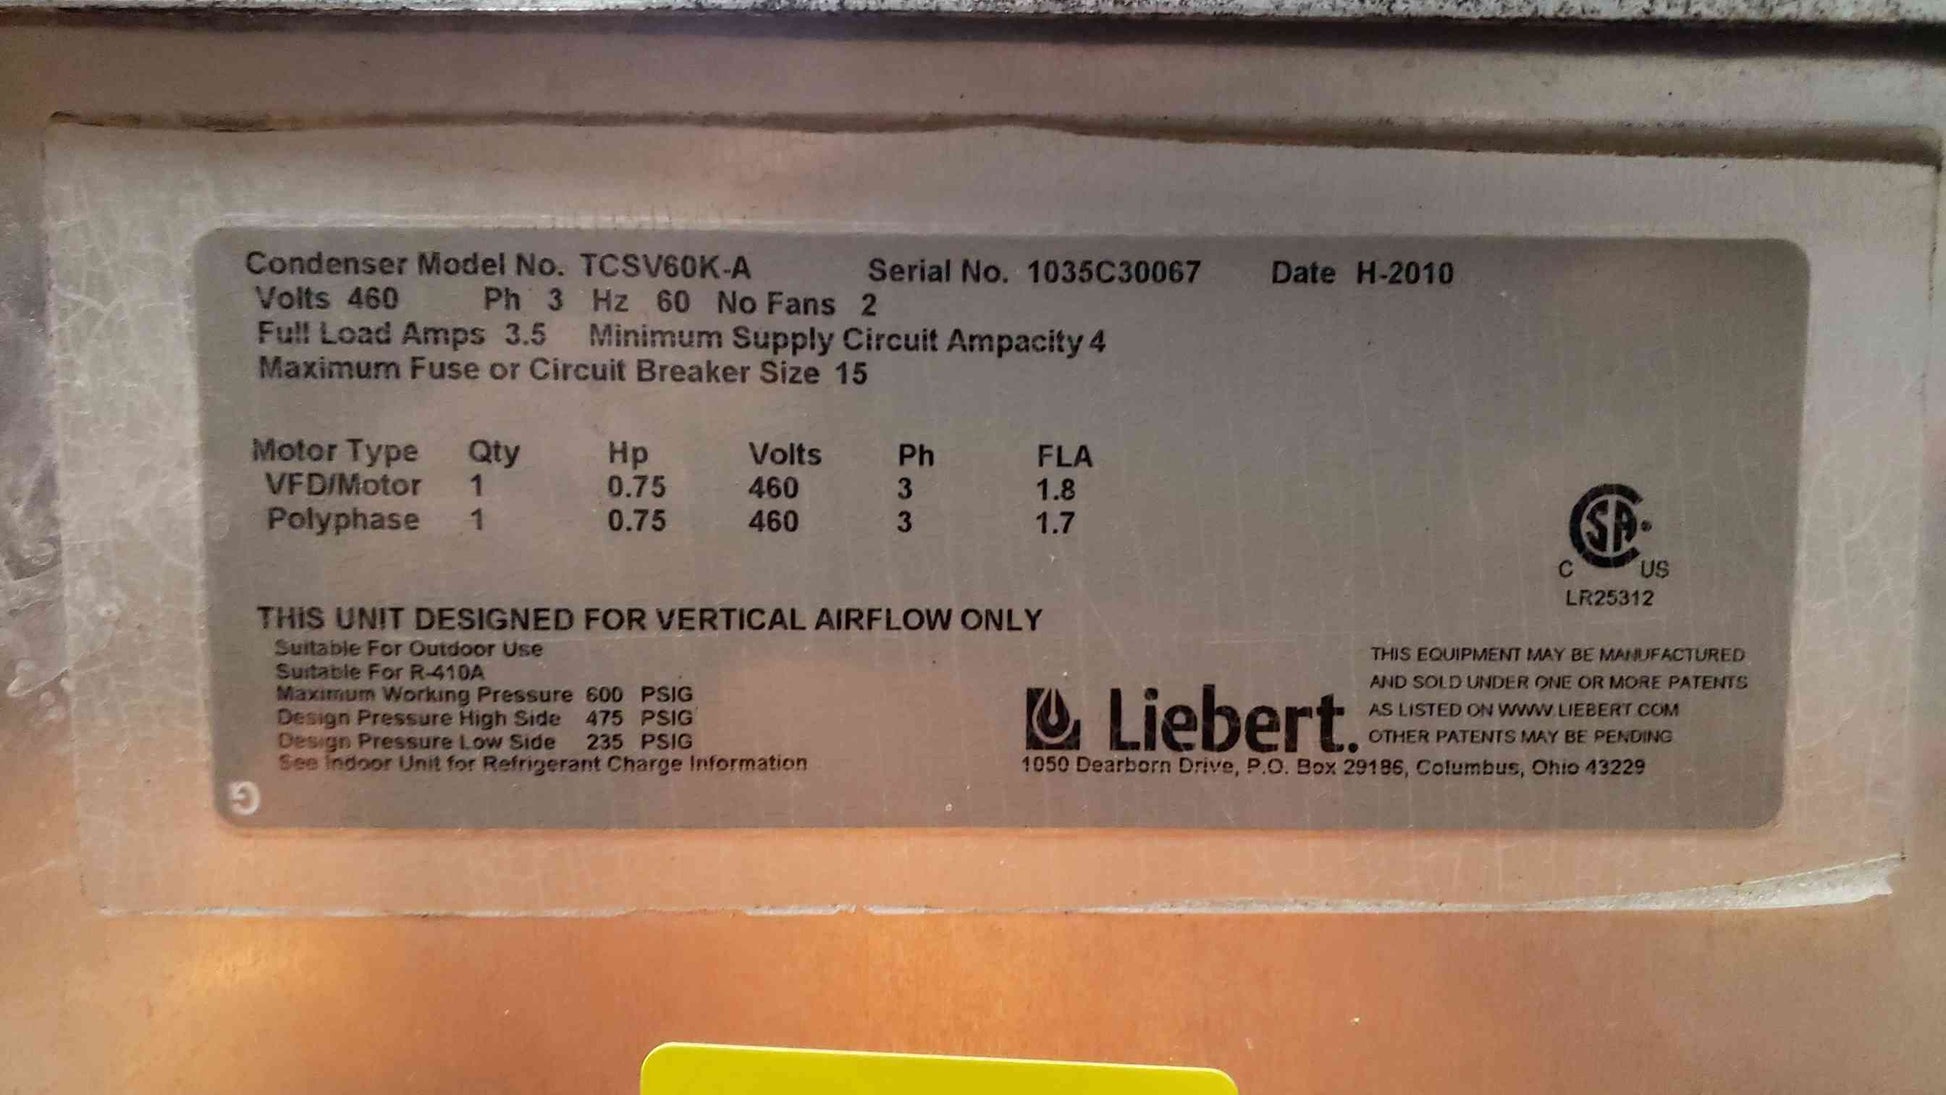 Condenser Model No. TCSV60K-A Serial No. 1035C30067 Date H-2010
Volts 460 Ph 3 Hz 60 No Fans 2
Full Load Amps 3.5 Minimum Supply Circuit Ampacity 4
Maximum Fuse or Circuit Breaker Size 15
Motor Type Qty Hp Volts Ph FLA
VFD/Motor 1 0.75 460 3 1.8
Polyphase 1 0.75 460 3 1.7
CSA®
C US
LR25312
THIS UNIT DESIGNED FOR VERTICAL AIRFLOW ONLY
Suitable For Outdoor Use
Suitable For R-410A
Maximum Working Pressure 600 PSIG
Design Pressure High Side 475 PSIG
Design Pressure Low Side 235 PSIG
See Indoor Unit for Refrigerant Charge Information
G
Liebert.
THIS EQUIPMENT MAY BE MANUFACTURED
AND SOLD UNDER ONE OR MORE PATENTS
AS LISTED ON WWW.LIEBERT.COM
OTHER PATENTS MAY BE PENDING
1050 Dearborn Drive, P.O. Box 29186, Columbus, Ohio 43229